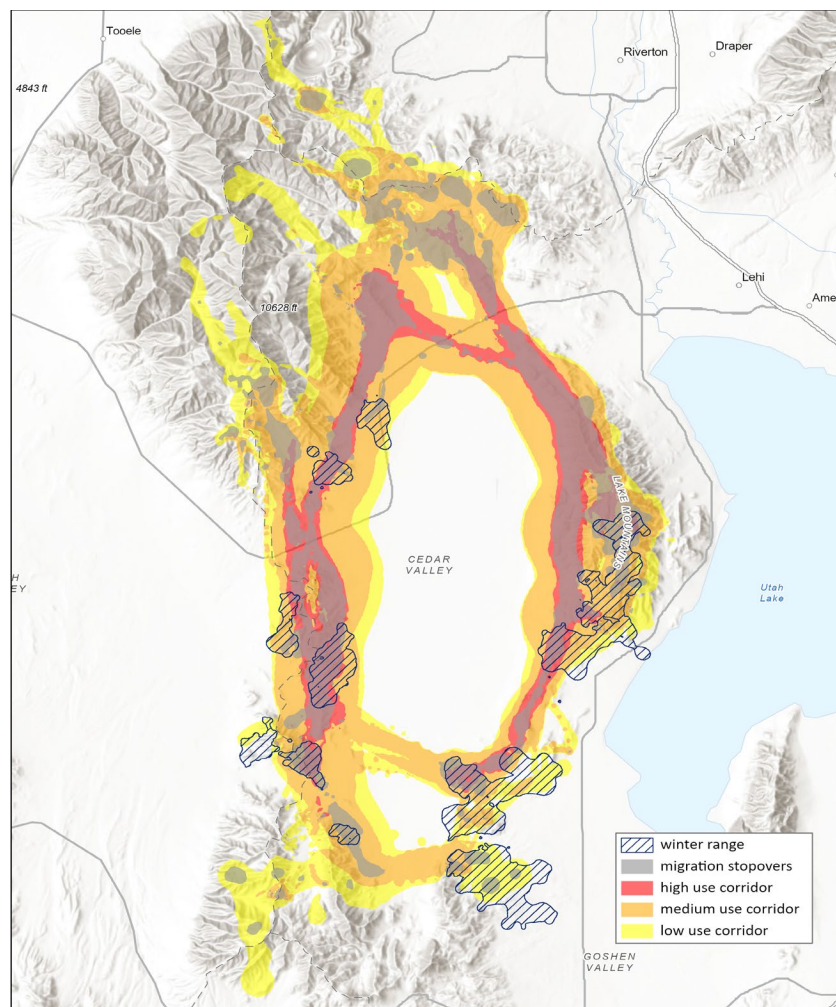 Tooele
Riverton
Draper
4843 ft
Lehi
Ame
10628 ft
LAKE MOUNTAINS
CEDAR
VALLEY
H
EY
Utah
Lake
winter range
migration stopovers
high use corridor
medium use corridor
low use corridor
GOSHEN
VALLEY